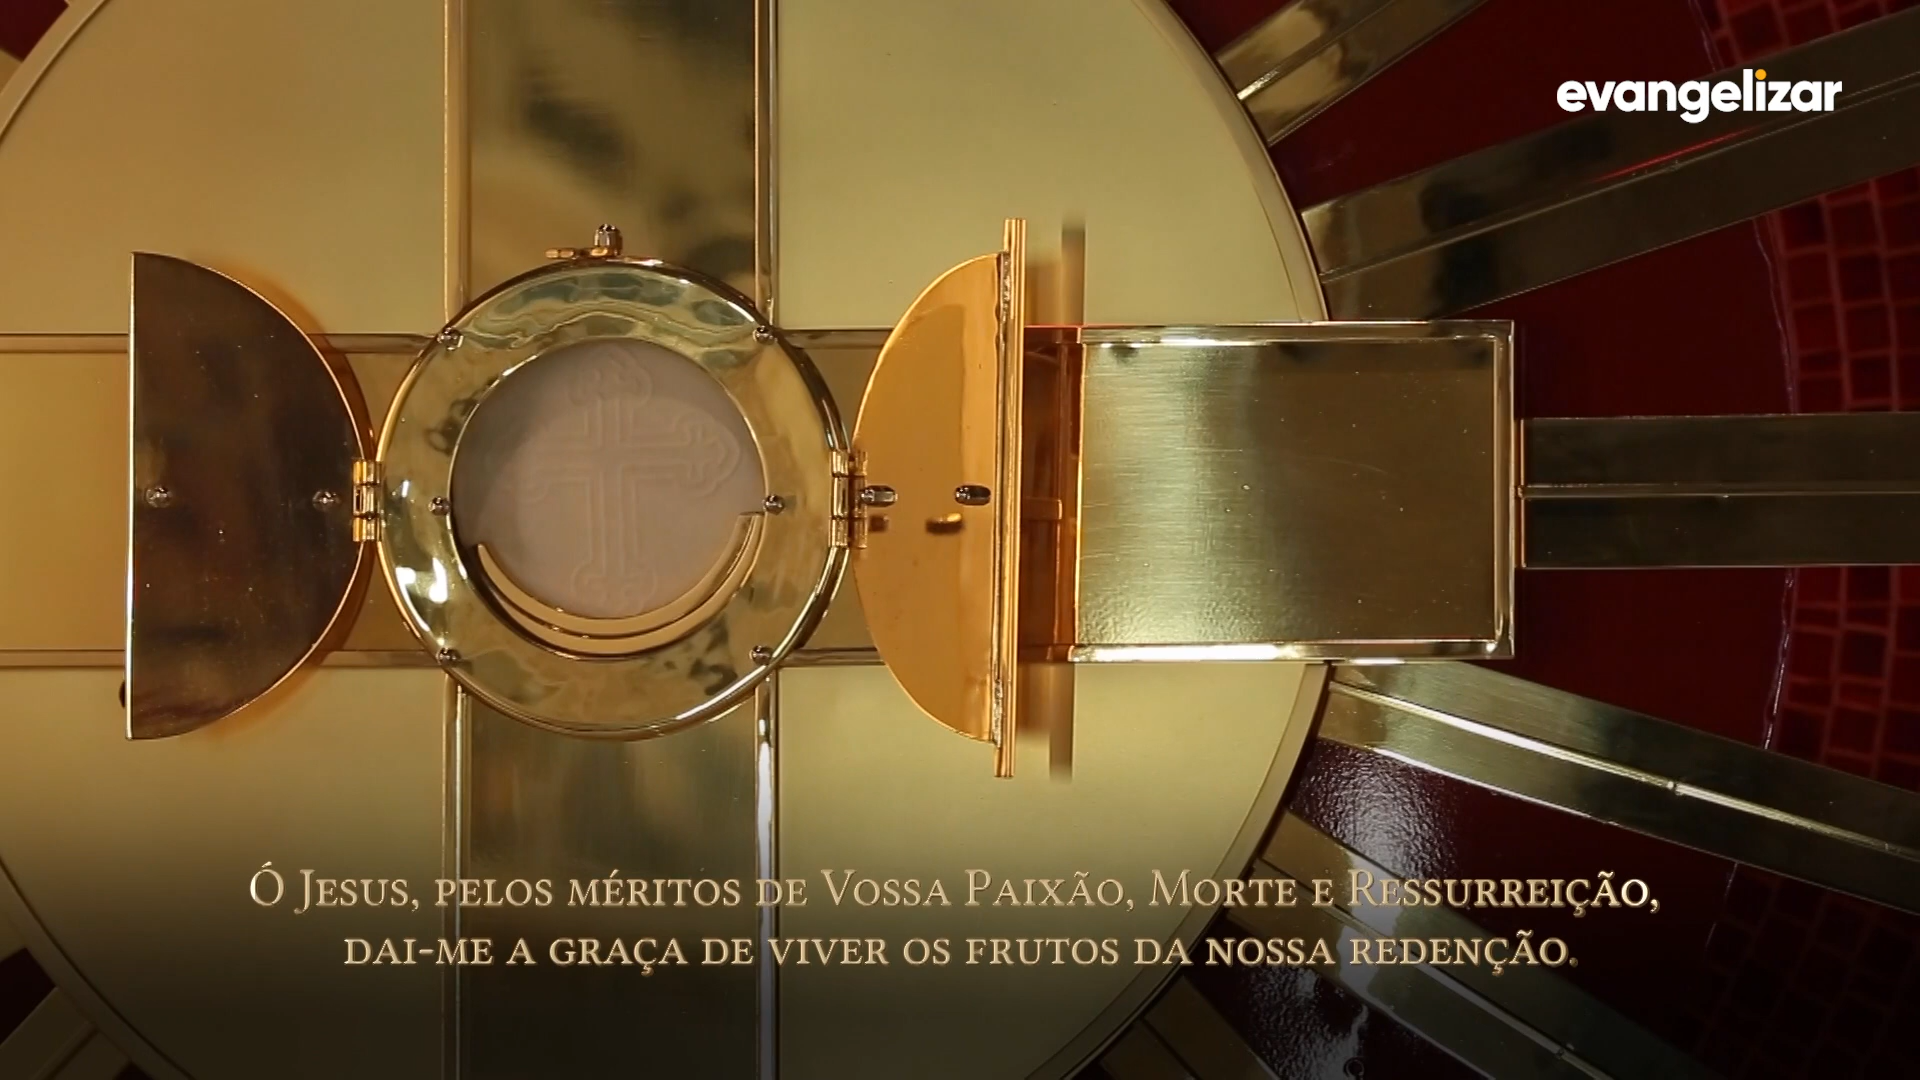 evangelizar
Ó Jesus, pelos méritos de Vossa Paixão, Morte e Ressurreição,
dai-me a graça de viver os frutos da nossa redenção.